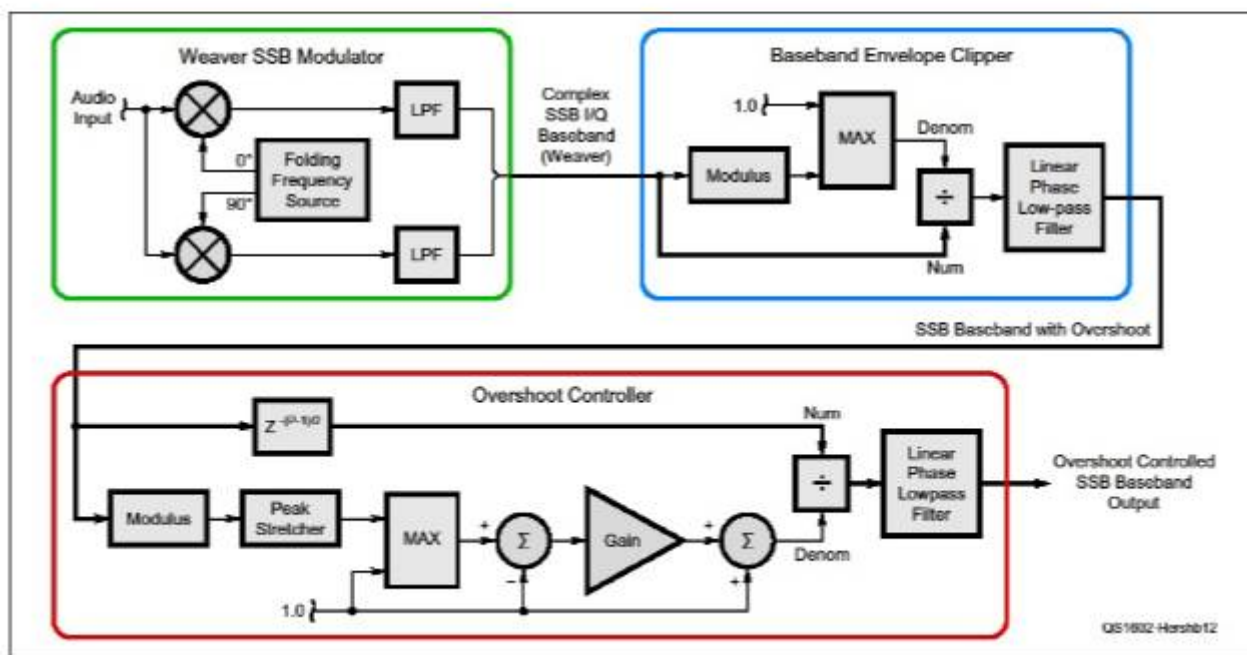 Weaver SSB Modulator
Audio
Input
LPF
0°
Folding
Frequency
Source
90°
LPF
Complex
SSB I/Q
Baseband
(Weaver)
Baseband Envelope Clipper
1.0
MAX
Denom
Modulus
÷
Linear
Phase
Low-pass
Filter
Num
SSB Baseband with Overshoot
Overshoot Controller
Z
Num
÷
Linear
Phase
Lowpass
Filter
Overshoot Controlled
SSB Baseband
Output
Modulus
Peak
Stretcher
MAX
+
Σ
−
Gain
+
Σ
+
Denom
1.0
QS1602-Hershb12